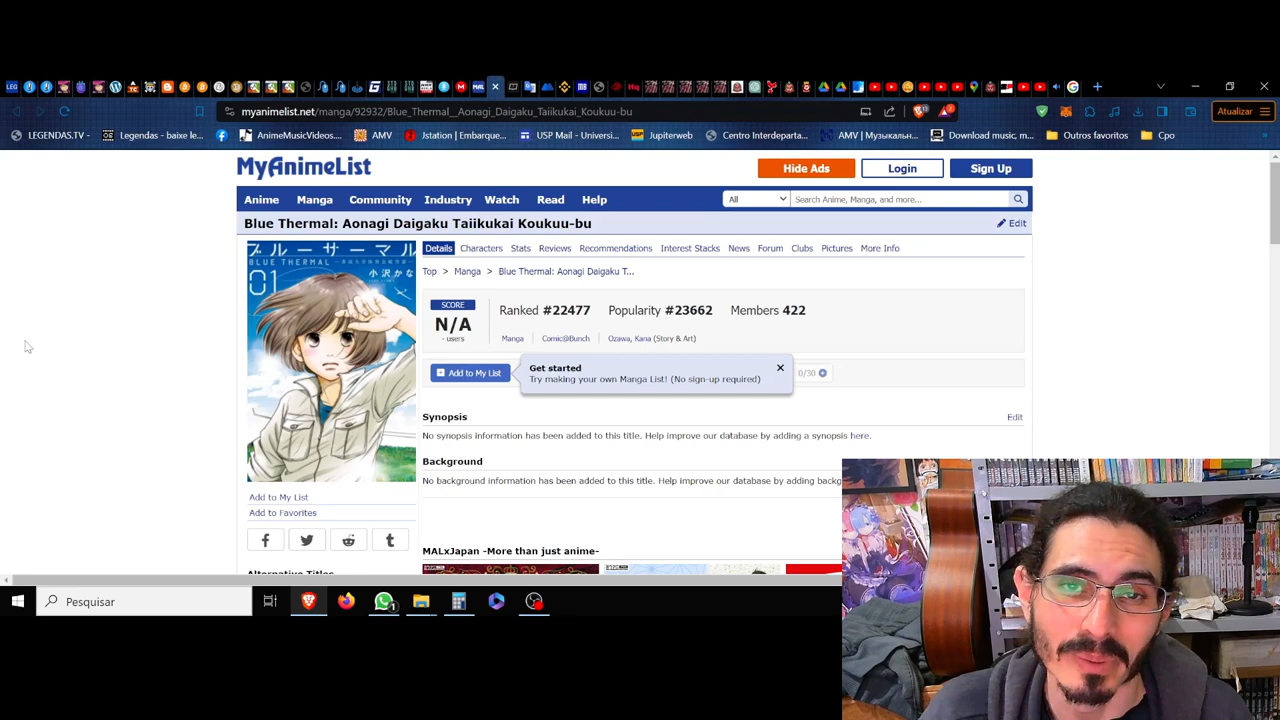 myanimelist.net/manga/92932/Blue_Thermal__Aonagi_Daigaku_Taiikukai_Koukuu-bu
Atualizar
LEGENDAS.TV -
Legendas - baixe le...
AnimeMusicVideos....
AMV
Jstation | Embarque...
USP Mail - Universi...
Jupiterweb
Centro Interdeparta...
AMV | Музыкальн...
Download music, m...
Outros favoritos
Cpo
MyAnimeList
Hide Ads
Login
Sign Up
Anime
Manga
Community
Industry
Watch
Read
Help
All
Search Anime, Manga, and more...
Blue Thermal: Aonagi Daigaku Taiikukai Koukuu-bu
Edit
ブルーサーマル
BLUE THERMAL
01
小沢かな
Details
Characters
Stats
Reviews
Recommendations
Interest Stacks
News
Forum
Clubs
Pictures
More Info
Top > Manga > Blue Thermal: Aonagi Daigaku T...
SCORE
N/A
- users
Ranked #22477
Popularity #23662
Members 422
Manga
Comic@Bunch
Ozawa, Kana (Story & Art)
Add to My List
Get started
Try making your own Manga List! (No sign-up required)
0/30
Synopsis
Edit
No synopsis information has been added to this title. Help improve our database by adding a synopsis here.
Background
No background information has been added to this title. Help improve our database by adding backg
Add to My List
Add to Favorites
MALxJapan -More than just anime-
Alternative Titles
Pesquisar